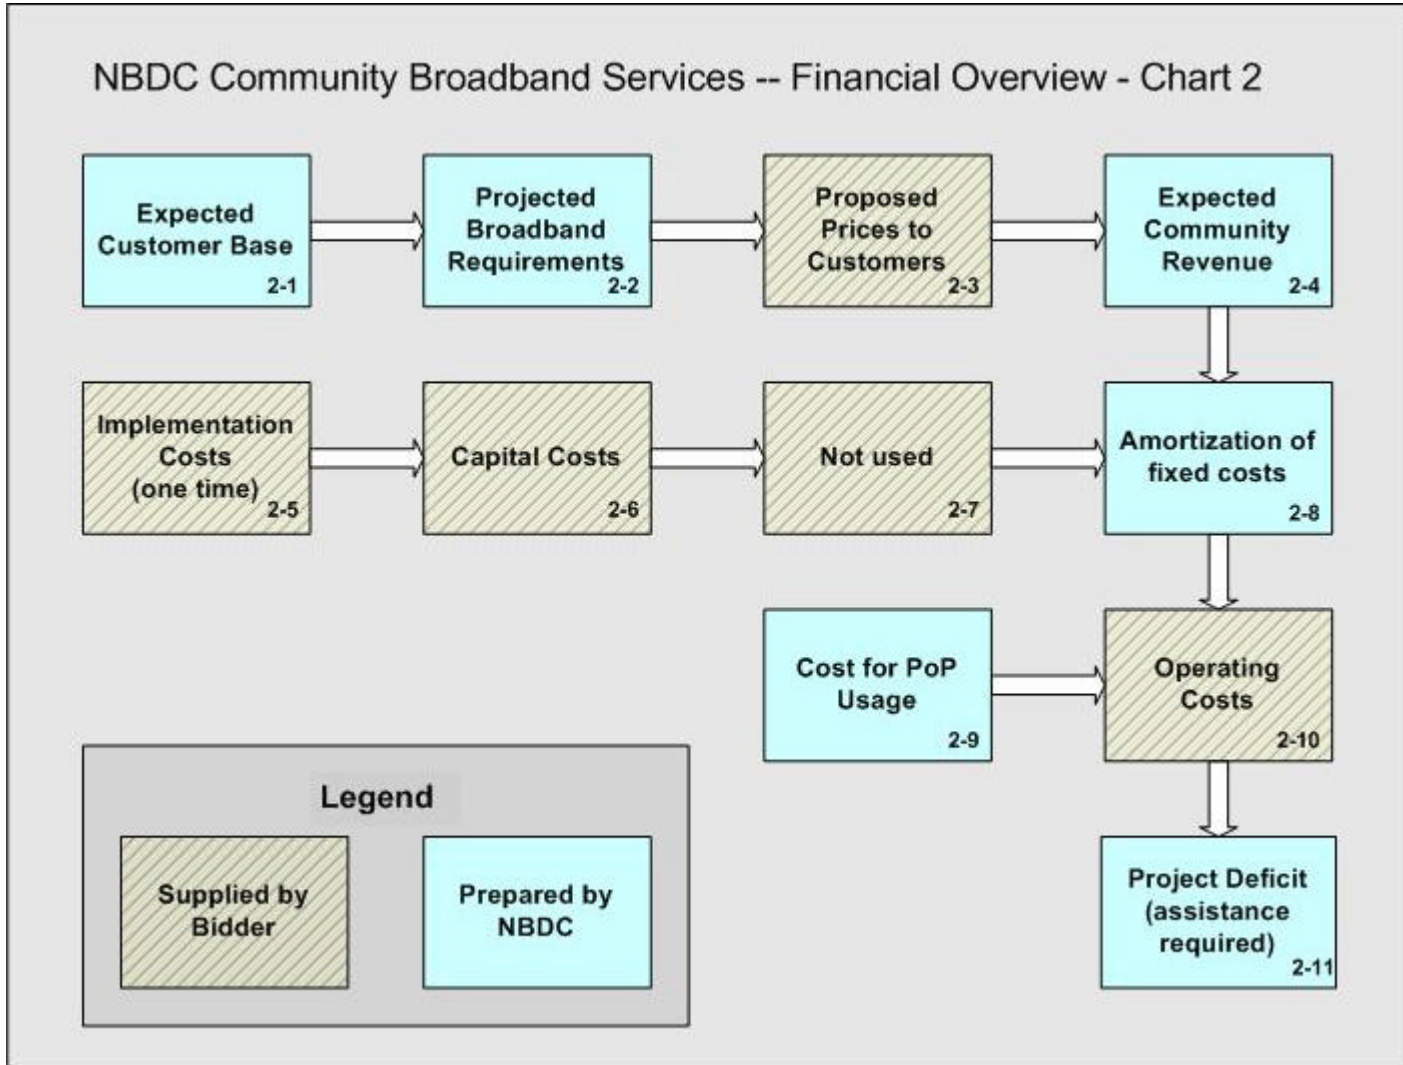 NBDC Community Broadband Services -- Financial Overview - Chart 2
Expected
Customer Base
2-1
Projected
Broadband
Requirements
2-2
Proposed
Prices to
Customers
2-3
Expected
Community
Revenue
2-4
Implementation
Costs
(one time)
2-5
Capital Costs
2-6
Not used
2-7
Amortization of
fixed costs
2-8
Cost for PoP
Usage
2-9
Operating
Costs
2-10
Legend
Supplied by
Bidder
Prepared by
NBDC
Project Deficit
(assistance
required)
2-11